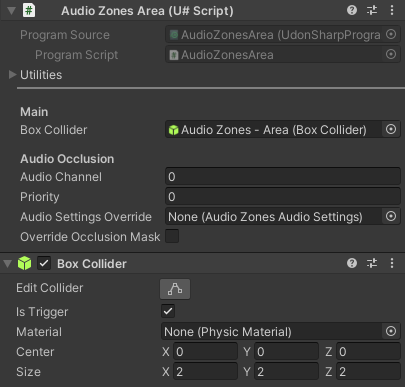 Audio Zones Area (U# Script)
Program Source AudioZonesArea (UdonSharpProgra
Program Script AudioZonesArea
Utilities
Main
Box Collider Audio Zones - Area (Box Collider)
Audio Occlusion
Audio Channel 0
Priority 0
Audio Settings Override None (Audio Zones Audio Settings)
Override Occlusion Mask
Box Collider
Edit Collider
Is Trigger
Material None (Physic Material)
Center X 0 Y 0 Z 0
Size X 2 Y 2 Z 2